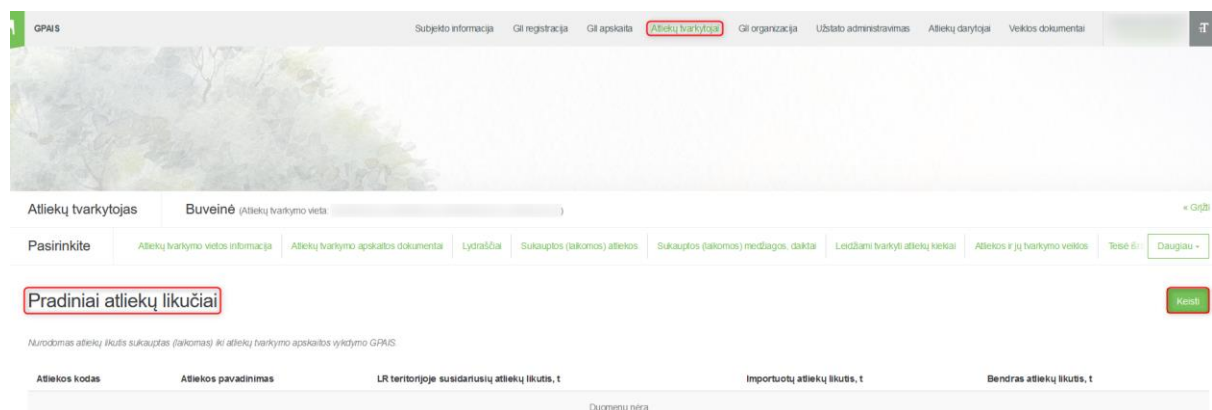 GPAIS Subjekto informacija GII registracija GII apskaita Atliekų tvarkytojai GII organizacija Užstato administravimas Atliekų darytojai Veiklos dokumentai
Atliekų tvarkytojas Buveinė (Atliekų tvarkymo vieta: ) « Grįžti
Pasirinkite Atliekų tvarkymo vietos informacija Atliekų tvarkymo apskaitos dokumentai Lydraščiai Sukauptos (laikomos) atliekos Sukauptos (laikomos) medžiagos, daiktai Leidžiami tvarkyti atliekų kiekiai Atliekos ir jų tvarkymo veiklos Teisė Daugiau
Pradiniai atliekų likučiai Keisti
Nurodomas atliekų likutis sukauptas (laikomas) iki atliekų tvarkymo apskaitos vykdymo GPAIS
Atliekos kodas Atliekos pavadinimas LR teritorijoje susidariusių atliekų likutis, t Importuotų atliekų likutis, t Bendras atliekų likutis, t
Duomenų nėra